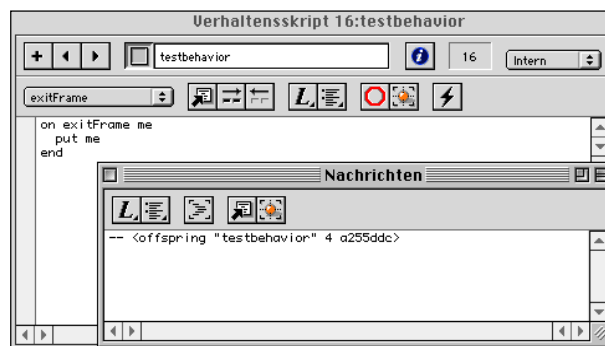 Verhaltensskript 16:testbehavior
testbehavior
16
Intern
exitFrame
L
on exitFrame me
put me
end
Nachrichten
L
-- <offspring "testbehavior" 4 a255ddc>